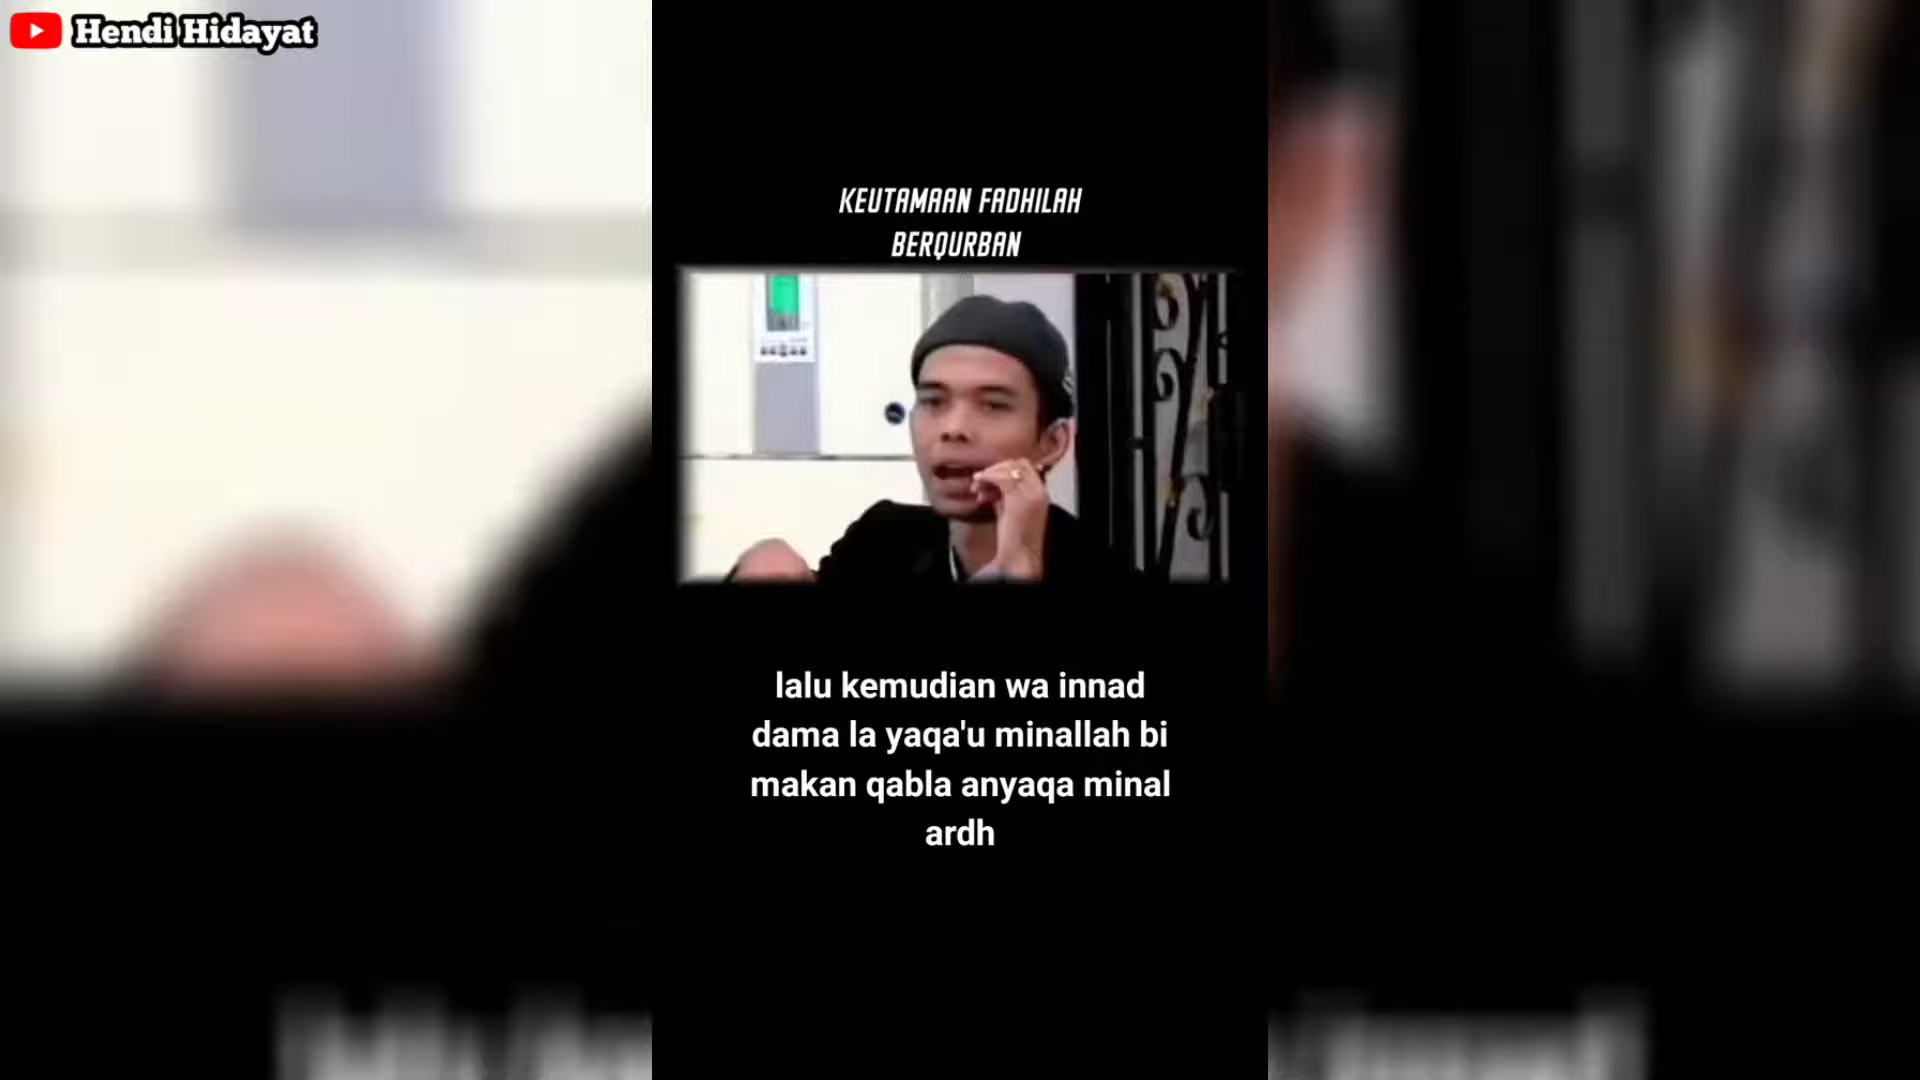 Hendi Hidayat
KEUTAMAAN FADHILAH
BERQURBAN
lalu kemudian wa innad
dama la yaqa'u minallah bi
makan qabla anyaqa minal
ardh